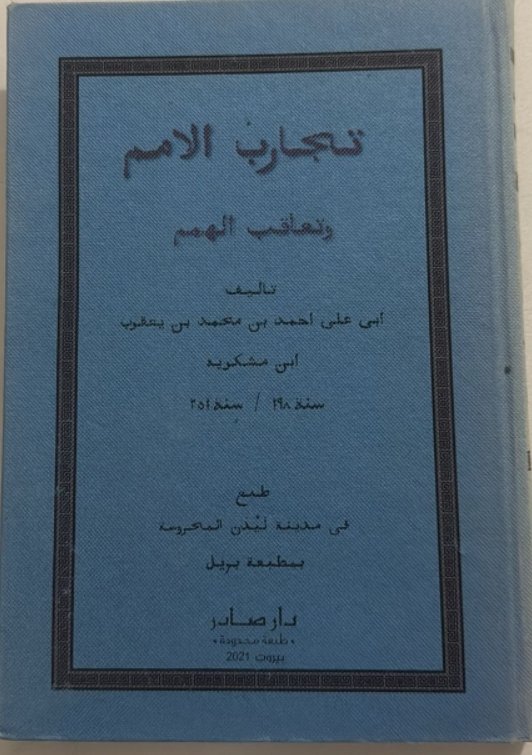 تجارب الامم
وتعاقب الهمم
تاليف
ابى على احمد بن محمد بن يعقوب
ابن مشكويه
سنة ١٩٨ / سنة ٢٥١
طبع
فى مدينة ليدن المحروسة
بمطبعة بريل
دار صادر
• طبعة محدودة •
بيروت 2021